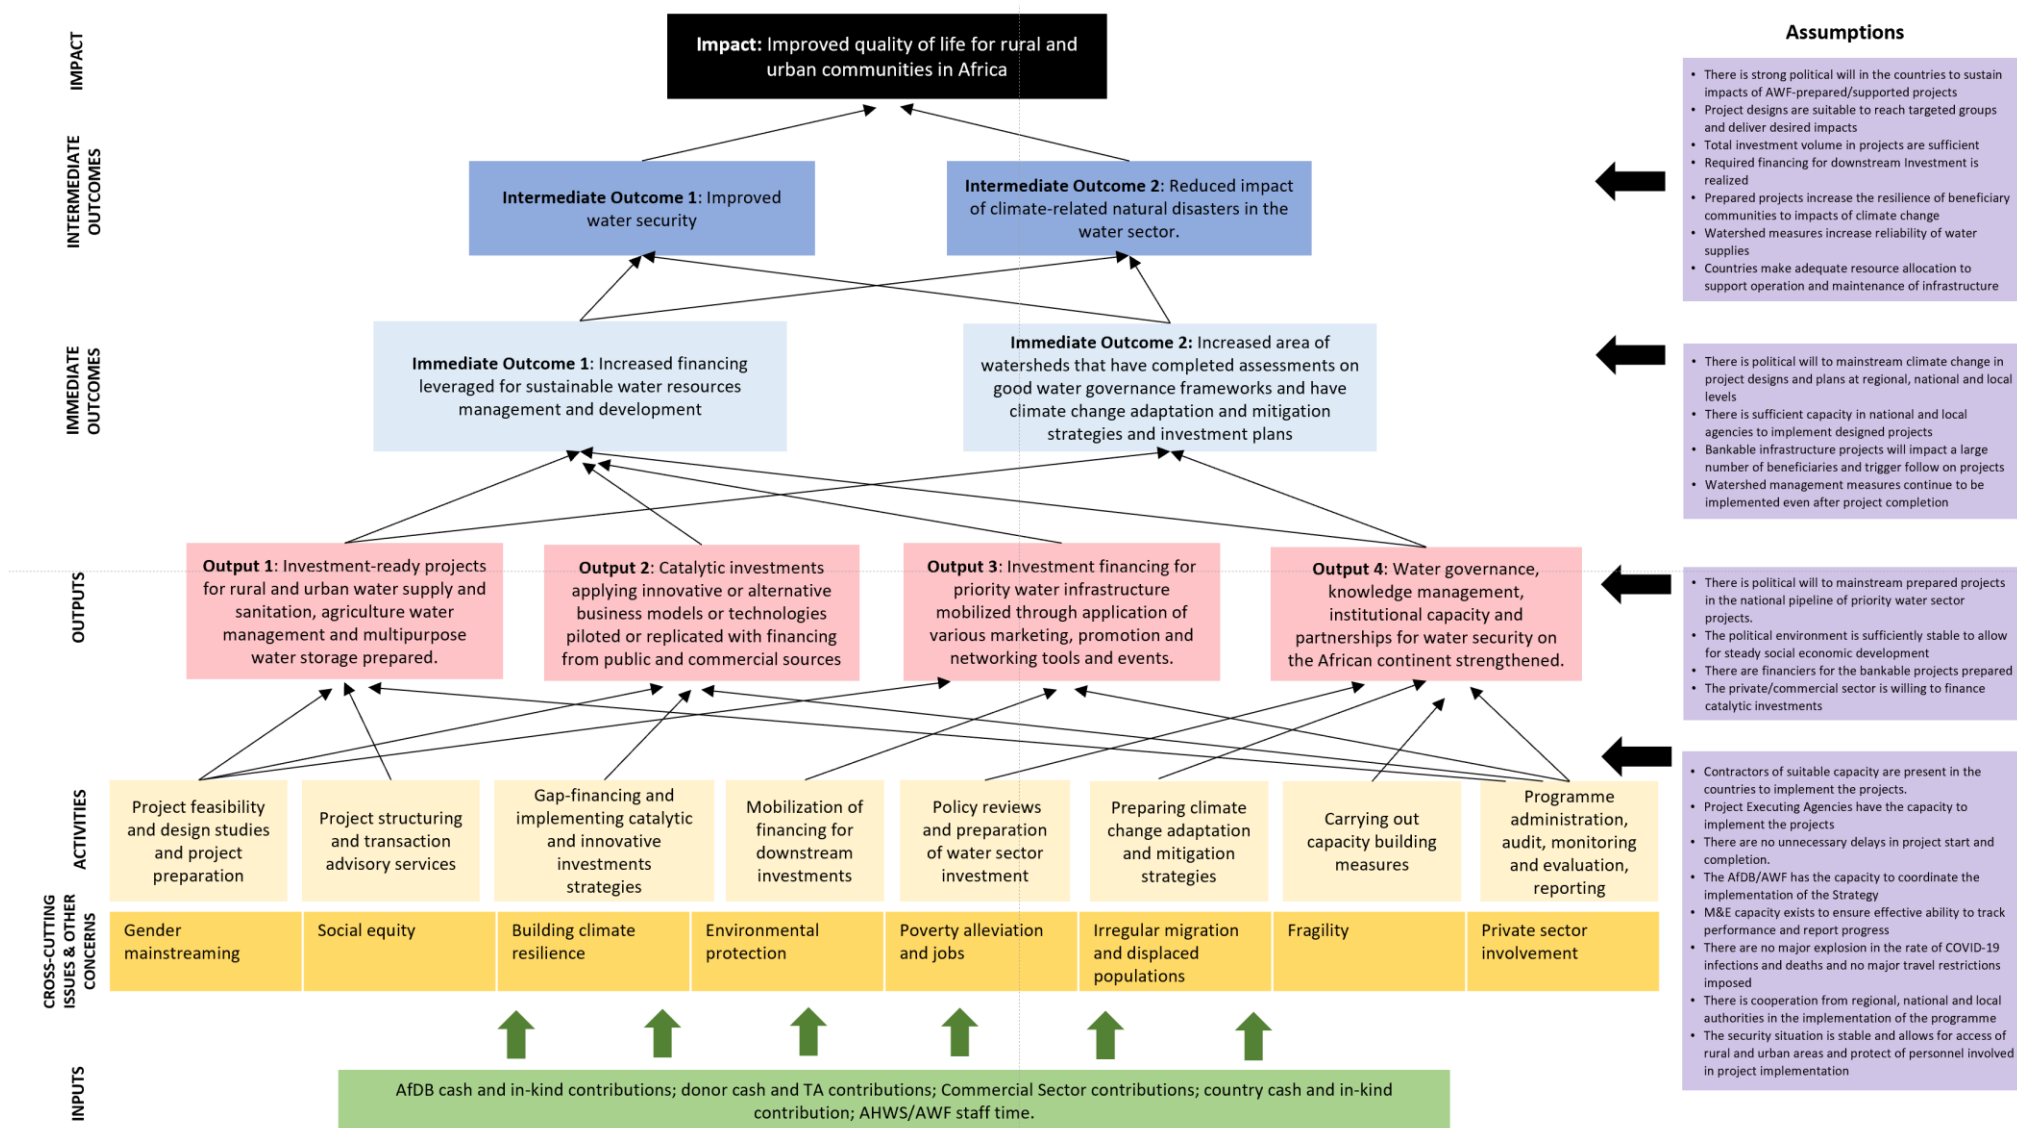 IMPACT
Impact: Improved quality of life for rural and
urban communities in Africa
INTERMEDIATE
OUTCOMES
Intermediate Outcome 1: Improved
water security
Intermediate Outcome 2: Reduced impact
of climate-related natural disasters in the
water sector.
IMMEDIATE
OUTCOMES
Immediate Outcome 1: Increased financing
leveraged for sustainable water resources
management and development
Immediate Outcome 2: Increased area of
watersheds that have completed assessments on
good water governance frameworks and have
climate change adaptation and mitigation
strategies and investment plans
OUTPUTS
Output 1: Investment-ready projects
for rural and urban water supply and
sanitation, agriculture water
management and multipurpose
water storage prepared.
Output 2: Catalytic investments
applying innovative or alternative
business models or technologies
piloted or replicated with financing
from public and commercial sources
Output 3: Investment financing for
priority water infrastructure
mobilized through application of
various marketing, promotion and
networking tools and events.
Output 4: Water governance,
knowledge management,
institutional capacity and
partnerships for water security on
the African continent strengthened.
ACTIVITIES
Project feasibility
and design studies
and project
preparation
Project structuring
and transaction
advisory services
Gap-financing and
implementing catalytic
and innovative
investments
strategies
Mobilization of
financing for
downstream
investments
Policy reviews
and preparation
of water sector
investment
Preparing climate
change adaptation
and mitigation
strategies
Carrying out
capacity building
measures
Programme
administration,
audit, monitoring
and evaluation,
reporting
CROSS-CUTTING
ISSUES & OTHER
CONCERNS
Gender
mainstreaming
Social equity
Building climate
resilience
Environmental
protection
Poverty alleviation
and jobs
Irregular migration
and displaced
populations
Fragility
Private sector
involvement
INPUTS
AfDB cash and in-kind contributions; donor cash and TA contributions; Commercial Sector contributions; country cash and in-kind
contribution; AHWS/AWF staff time.
Assumptions
• There is strong political will in the countries to sustain
impacts of AWF-prepared/supported projects
• Project designs are suitable to reach targeted groups
and deliver desired impacts
• Total investment volume in projects are sufficient
• Required financing for downstream Investment is
realized
• Prepared projects increase the resilience of beneficiary
communities to impacts of climate change
• Watershed measures increase reliability of water
supplies
• Countries make adequate resource allocation to
support operation and maintenance of infrastructure
• There is political will to mainstream climate change in
project designs and plans at regional, national and local
levels
• There is sufficient capacity in national and local
agencies to implement designed projects
• Bankable infrastructure projects will impact a large
number of beneficiaries and trigger follow on projects
• Watershed management measures continue to be
implemented even after project completion
• There is political will to mainstream prepared projects
in the national pipeline of priority water sector
projects.
• The political environment is sufficiently stable to allow
for steady social economic development
• There are financiers for the bankable projects prepared
• The private/commercial sector is willing to finance
catalytic investments
• Contractors of suitable capacity are present in the
countries to implement the projects.
• Project Executing Agencies have the capacity to
implement the projects
• There are no unnecessary delays in project start and
completion.
• The AfDB/AWF has the capacity to coordinate the
implementation of the Strategy
• M&E capacity exists to ensure effective ability to track
performance and report progress
• There are no major explosion in the rate of COVID-19
infections and deaths and no major travel restrictions
imposed
• There is cooperation from regional, national and local
authorities in the implementation of the programme
• The security situation is stable and allows for access of
rural and urban areas and protect of personnel involved
in project implementation